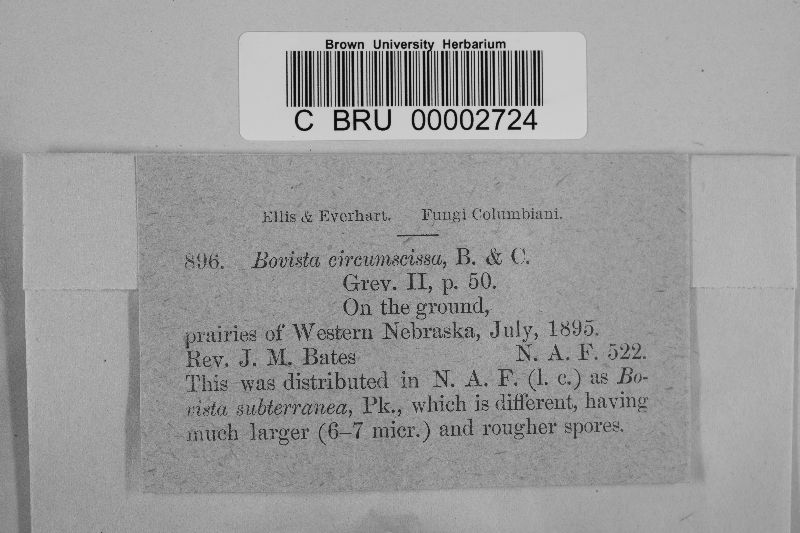 Brown University Herbarium
C BRU 00002724
Ellis & Everhart. Fungi Columbiani.
896. Bovista circumscissa, B. & C.
Grev. II, p. 50.
On the ground,
prairies of Western Nebraska, July, 1895.
Rev. J. M. Bates N. A. F. 522.
This was distributed in N. A. F. (l. c.) as Bo-
vista subterranea, Pk., which is different, having
much larger (6–7 micr.) and rougher spores.